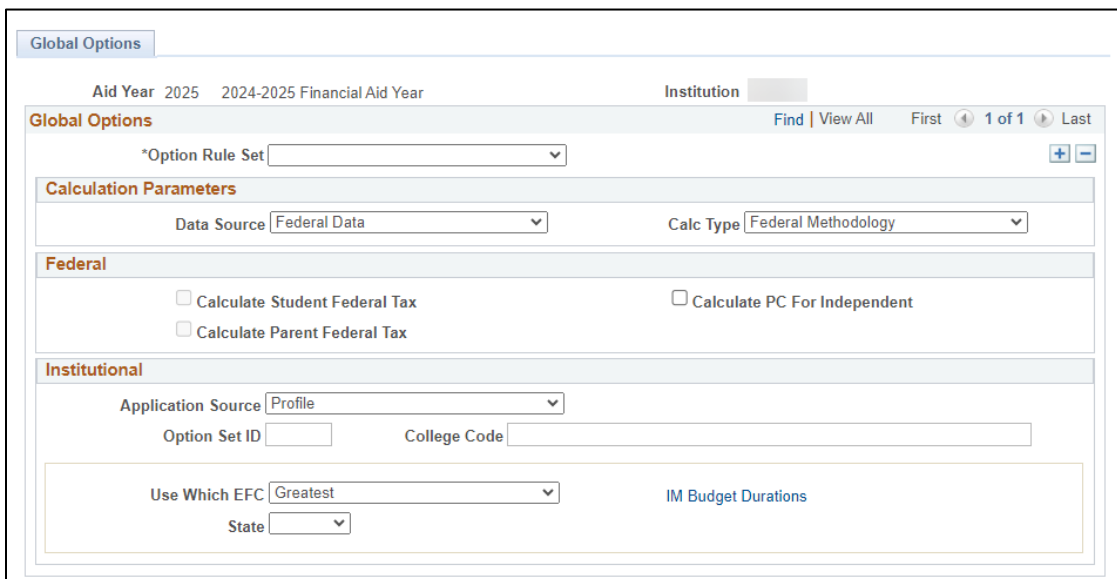 Global Options
Aid Year 2025 2024-2025 Financial Aid Year Institution
Global Options Find | View All First 1 of 1 Last
*Option Rule Set
Calculation Parameters
Data Source Federal Data Calc Type Federal Methodology
Federal
Calculate Student Federal Tax Calculate PC For Independent
Calculate Parent Federal Tax
Institutional
Application Source Profile
Option Set ID College Code
Use Which EFC Greatest IM Budget Durations
State